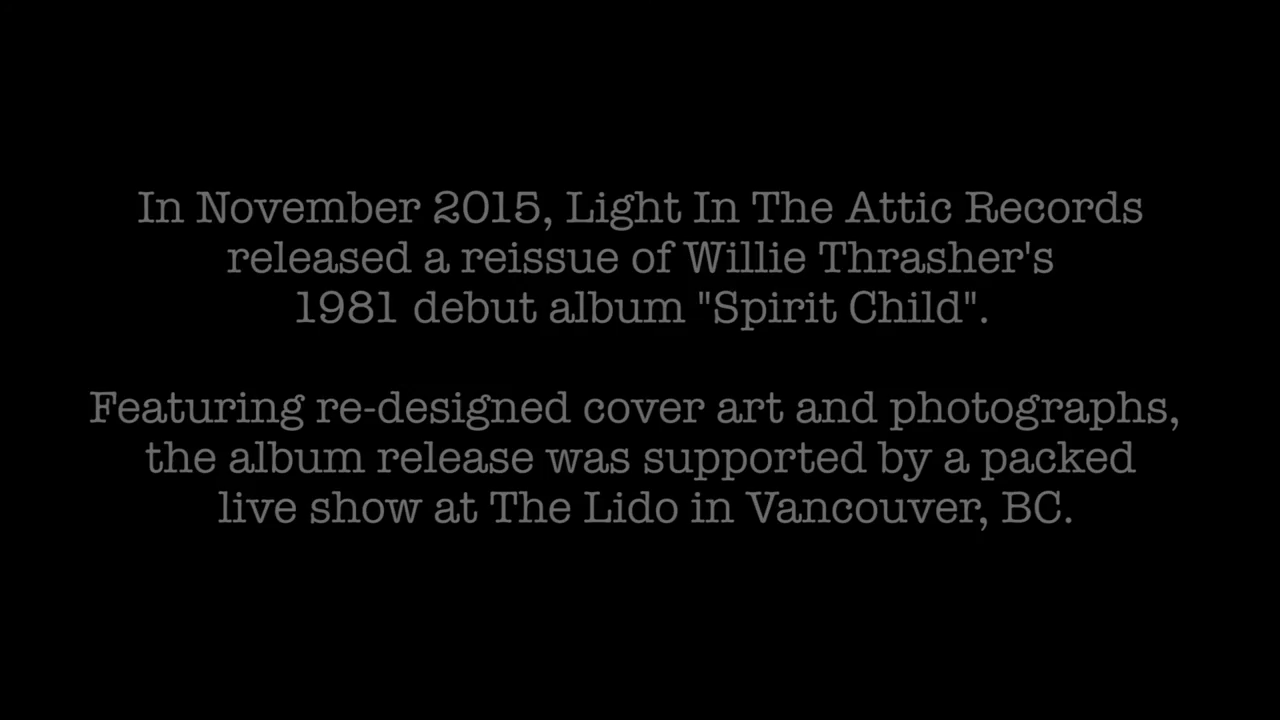 In November 2015, Light In The Attic Records
released a reissue of Willie Thrasher's
1981 debut album "Spirit Child".
Featuring re-designed cover art and photographs,
the album release was supported by a packed
live show at The Lido in Vancouver, BC.